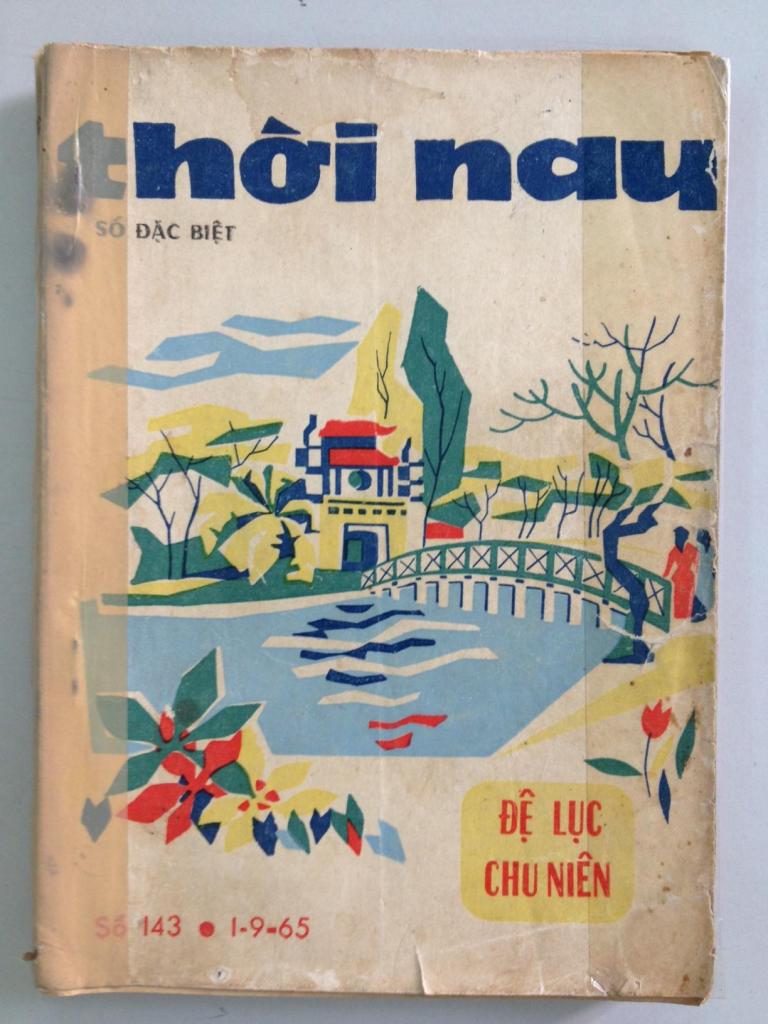 thời nay
SỐ ĐẶC BIỆT
ĐỆ LỤC
CHU NIÊN
Số 143 • 1-9-65